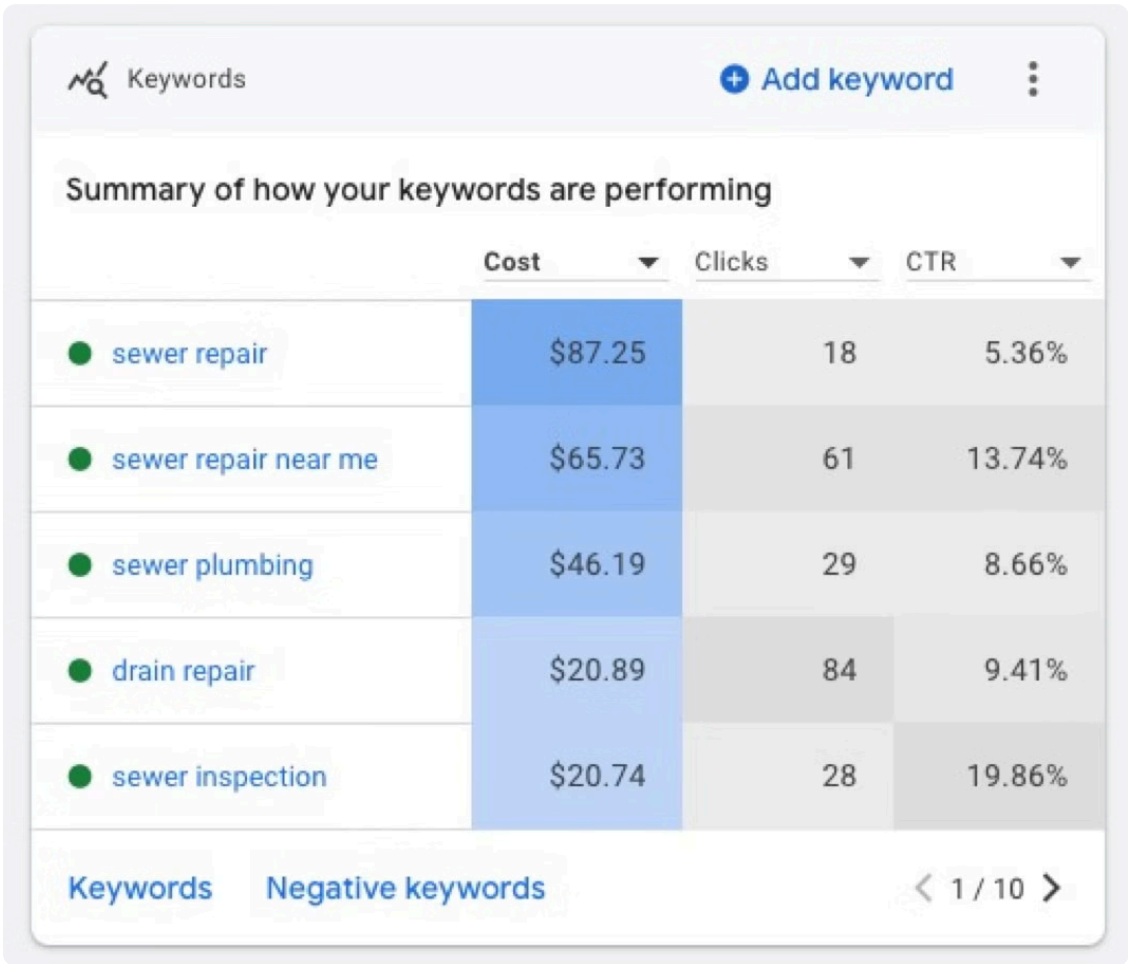 Keywords
Add keyword
Summary of how your keywords are performing
Cost Clicks CTR
sewer repair $87.25 18 5.36%
sewer repair near me $65.73 61 13.74%
sewer plumbing $46.19 29 8.66%
drain repair $20.89 84 9.41%
sewer inspection $20.74 28 19.86%
Keywords Negative keywords 1 / 10